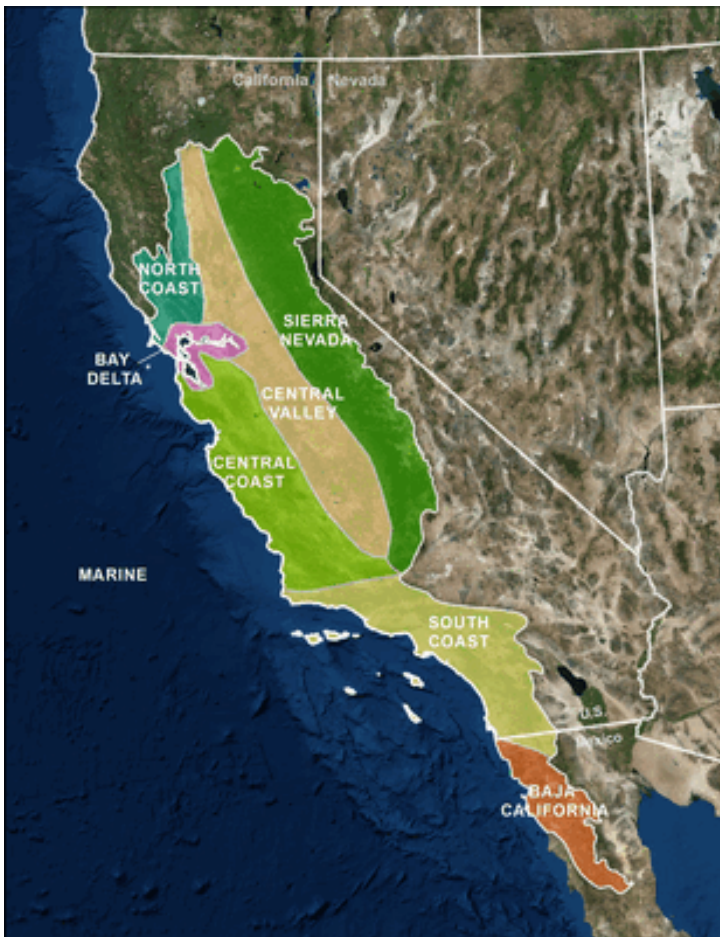 California
Nevada
NORTH
COAST
SIERRA
NEVADA
BAY
DELTA
CENTRAL
VALLEY
CENTRAL
COAST
MARINE
SOUTH
COAST
U.S.
Mexico
BAJA
CALIFORNIA